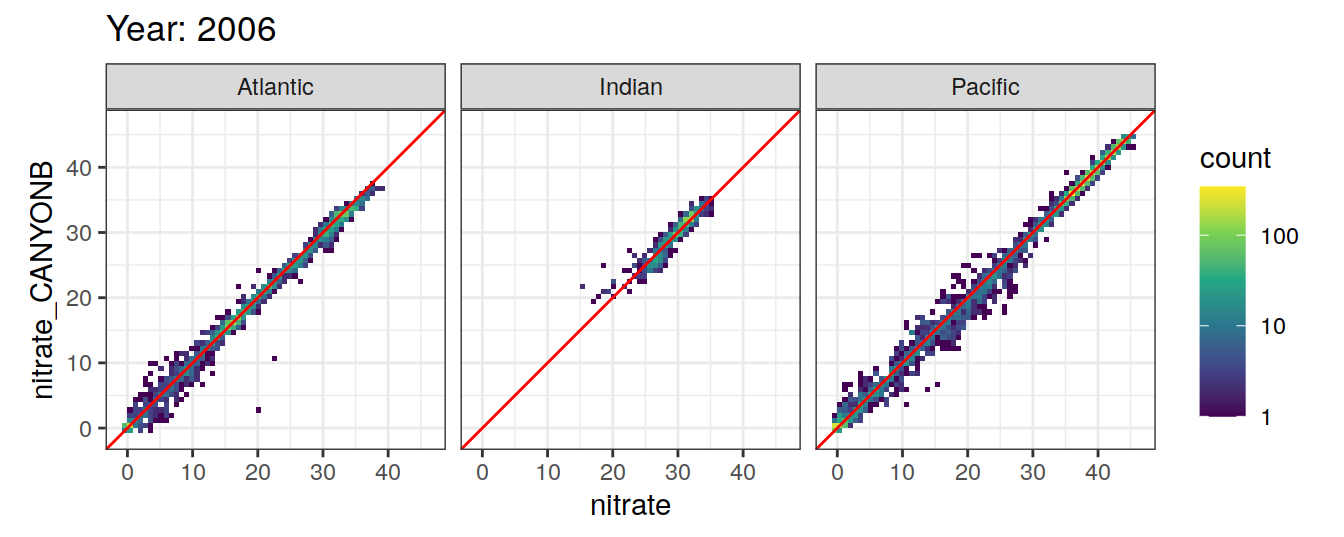 Year: 2006
Atlantic
Indian
Pacific
nitrate_CANYONB
40
30
20
10
0
0 10 20 30 40
0 10 20 30 40
0 10 20 30 40
nitrate
count
100
10
1